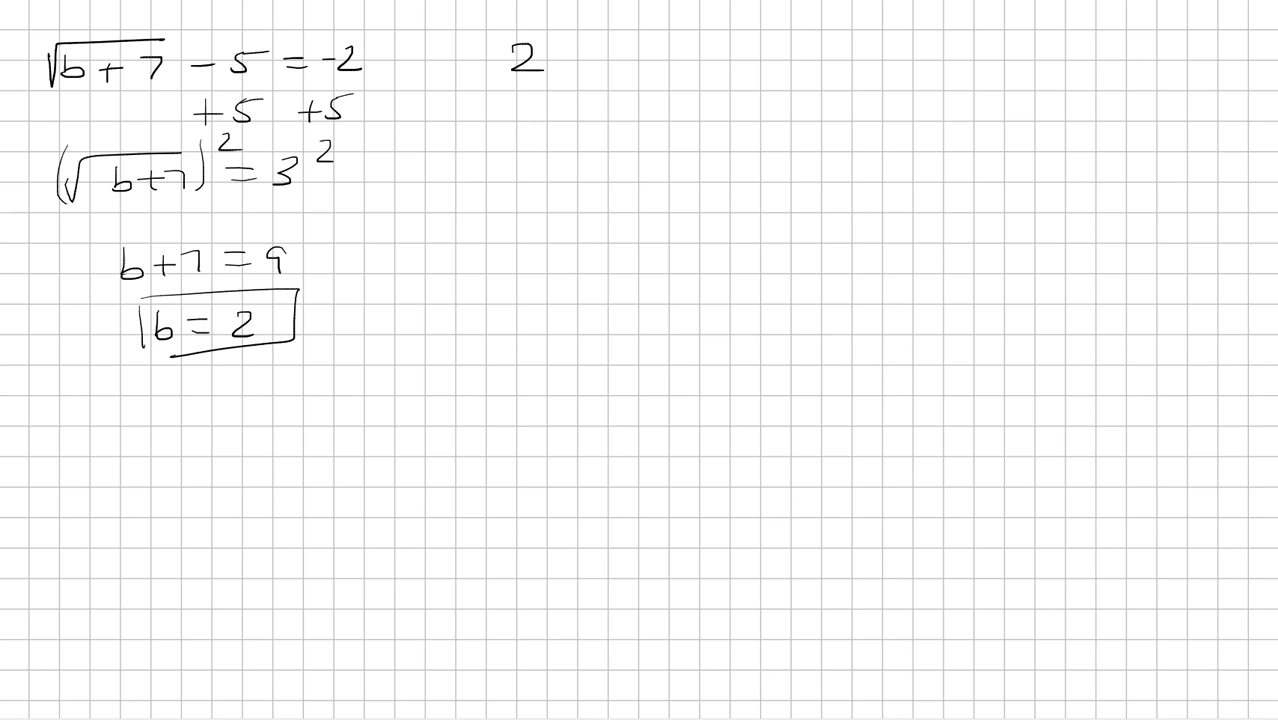 √(b+7) - 5 = -2 2
+5 +5
(√(b+7))² = 3²
b+7 = 9
b = 2